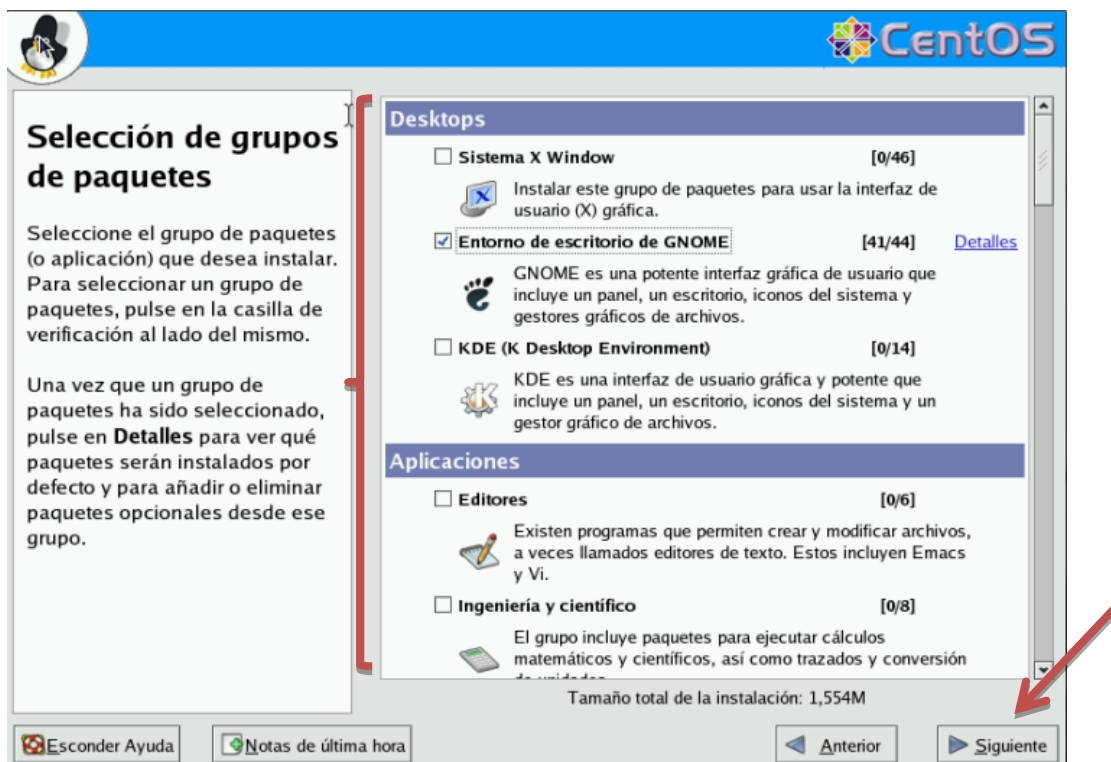 CentOS
Selección de grupos
de paquetes
Seleccione el grupo de paquetes
(o aplicación) que desea instalar.
Para seleccionar un grupo de
paquetes, pulse en la casilla de
verificación al lado del mismo.
Una vez que un grupo de
paquetes ha sido seleccionado,
pulse en Detalles para ver qué
paquetes serán instalados por
defecto y para añadir o eliminar
paquetes opcionales desde ese
grupo.
Desktops
Sistema X Window [0/46]
Instalar este grupo de paquetes para usar la interfaz de
usuario (X) gráfica.
Entorno de escritorio de GNOME [41/44] Detalles
GNOME es una potente interfaz gráfica de usuario que
incluye un panel, un escritorio, iconos del sistema y
gestores gráficos de archivos.
KDE (K Desktop Environment) [0/14]
KDE es una interfaz de usuario gráfica y potente que
incluye un panel, un escritorio, iconos del sistema y un
gestor gráfico de archivos.
Aplicaciones
Editores [0/6]
Existen programas que permiten crear y modificar archivos,
a veces llamados editores de texto. Estos incluyen Emacs
y Vi.
Ingeniería y científico [0/8]
El grupo incluye paquetes para ejecutar cálculos
matemáticos y científicos, así como trazados y conversión
de unidades
Tamaño total de la instalación: 1,554M
Esconder Ayuda
Notas de última hora
Anterior
Siguiente